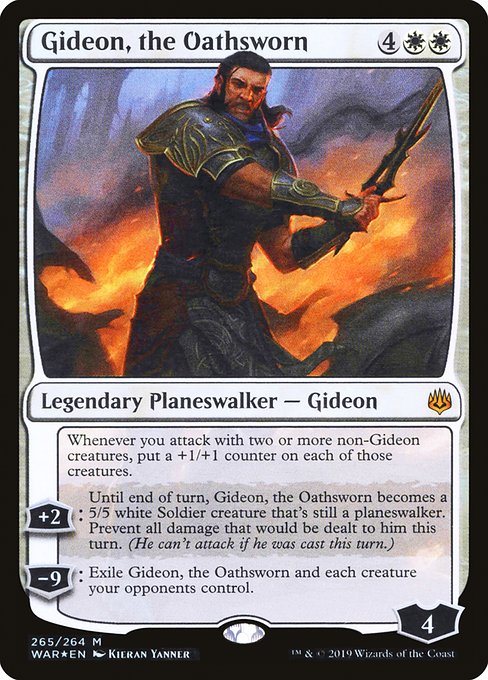 Gideon, the Oathsworn 4
Legendary Planeswalker — Gideon
Whenever you attack with two or more non-Gideon
creatures, put a +1/+1 counter on each of those
creatures.
+2: Until end of turn, Gideon, the Oathsworn becomes a
5/5 white Soldier creature that's still a planeswalker.
Prevent all damage that would be dealt to him this
turn. (He can't attack if he was cast this turn.)
−9: Exile Gideon, the Oathsworn and each creature
your opponents control.
4
265/264 M
WAR★EN Kieran Yanner
™ & © 2019 Wizards of the Coast